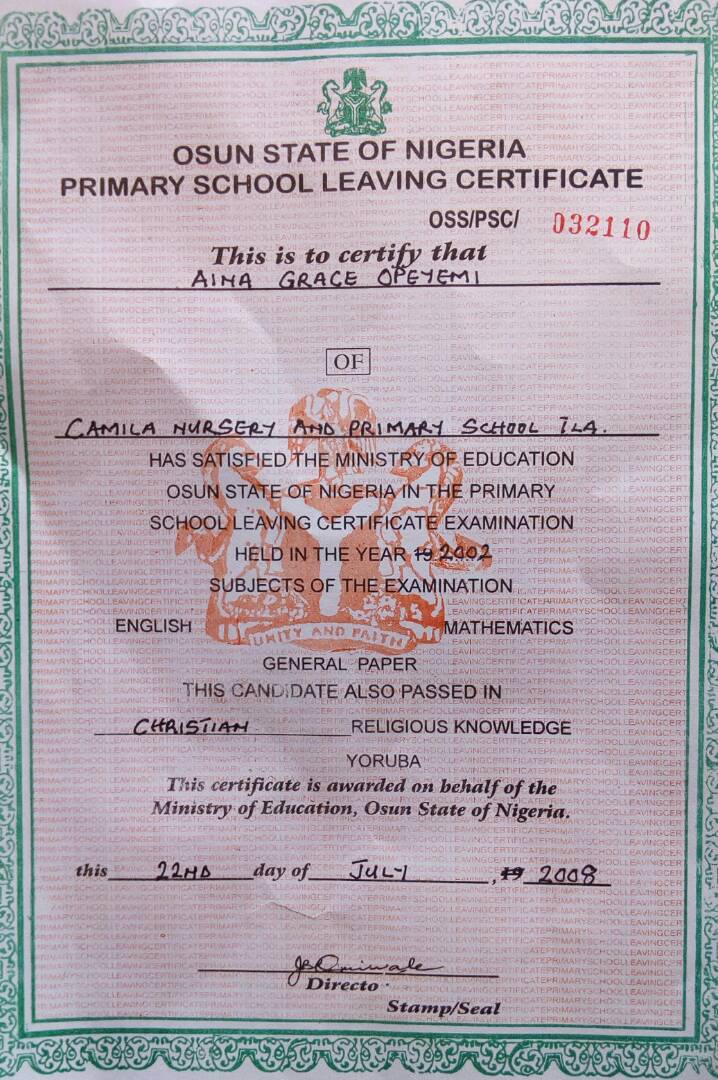 OSUN STATE OF NIGERIA
PRIMARY SCHOOL LEAVING CERTIFICATE
OSS/PSC/ 032110
This is to certify that
AINA GRACE OPEYEMI
OF
CAMILA NURSERY AND PRIMARY SCHOOL ILA.
HAS SATISFIED THE MINISTRY OF EDUCATION
OSUN STATE OF NIGERIA IN THE PRIMARY
SCHOOL LEAVING CERTIFICATE EXAMINATION
HELD IN THE YEAR 19 2002
SUBJECTS OF THE EXAMINATION
ENGLISH MATHEMATICS
UNITY AND FAITH
GENERAL PAPER
THIS CANDIDATE ALSO PASSED IN
CHRISTIAN RELIGIOUS KNOWLEDGE
YORUBA
This certificate is awarded on behalf of the
Ministry of Education, Osun State of Nigeria.
this 22ND day of JULY, 19 2008
Directo
Stamp/Seal